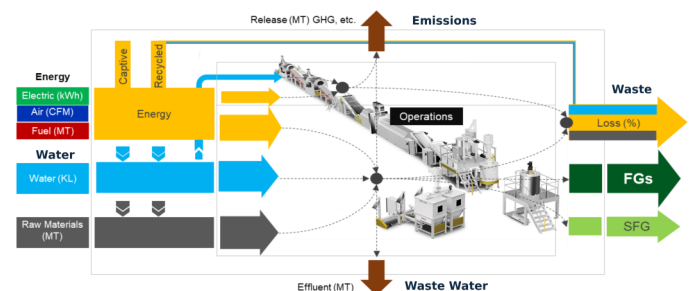 Release (MT) GHG, etc.
Emissions
Energy
Captive
Recycled
Waste
Electric (kWh)
Air (CFM)
Fuel (MT)
Energy
Operations
Loss (%)
Water
Water (KL)
FGs
Raw Materials
(MT)
SFG
Effluent (MT)
Waste Water